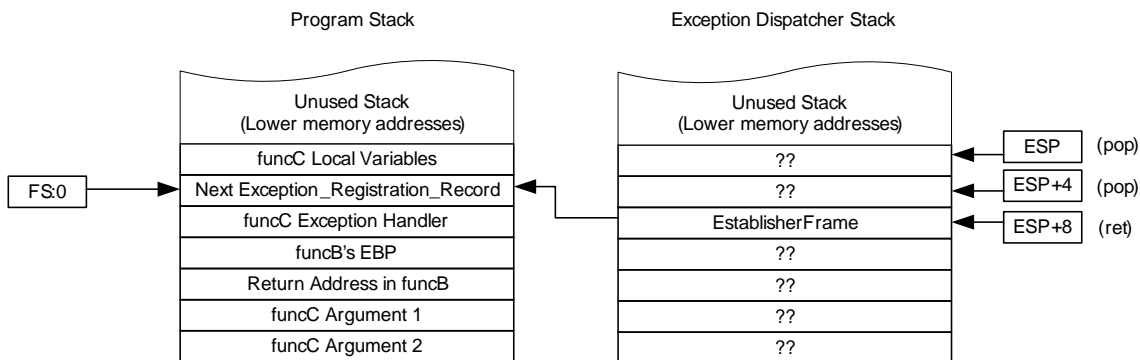 Program Stack
Exception Dispatcher Stack
Unused Stack
(Lower memory addresses)
funcC Local Variables
Next Exception_Registration_Record
funcC Exception Handler
funcB's EBP
Return Address in funcB
funcC Argument 1
funcC Argument 2
FS:0
Unused Stack
(Lower memory addresses)
??
??
EstablisherFrame
??
??
??
??
ESP (pop)
ESP+4 (pop)
ESP+8 (ret)